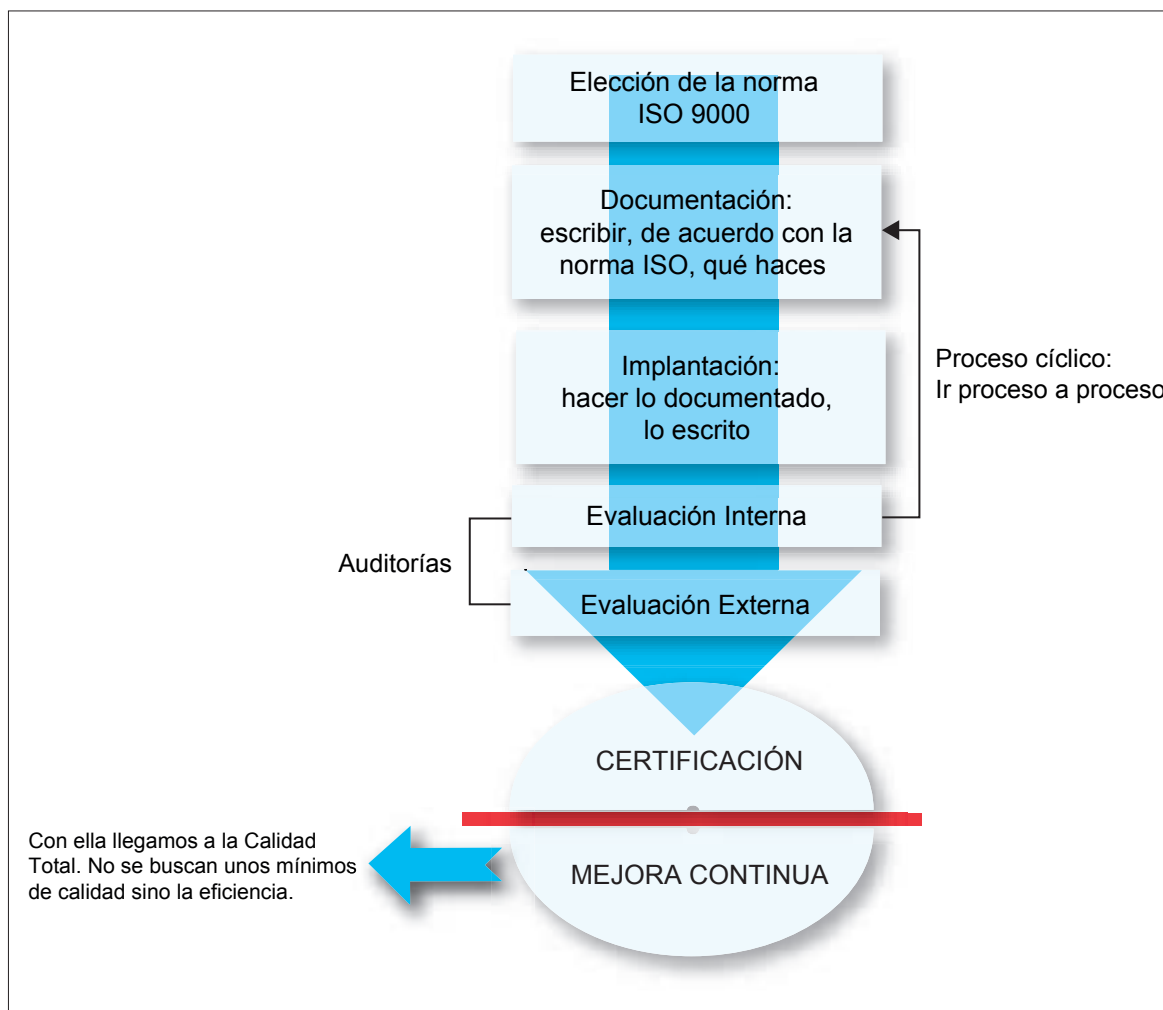 Elección de la norma
ISO 9000
Documentación:
escribir, de acuerdo con la
norma ISO, qué haces
Implantación:
hacer lo documentado,
lo escrito
Proceso cíclico:
Ir proceso a proceso
Evaluación Interna
Auditorías
Evaluación Externa
CERTIFICACIÓN
MEJORA CONTINUA
Con ella llegamos a la Calidad
Total. No se buscan unos mínimos
de calidad sino la eficiencia.